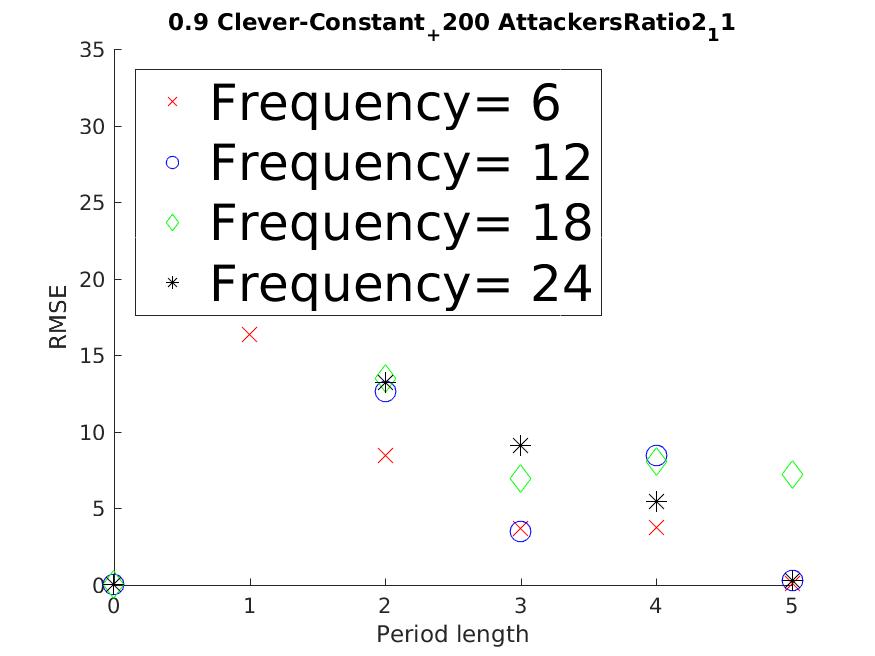 0.9 Clever-Constant+200 AttackersRatio211
35
30
25
20
15
10
5
0
RMSE
Frequency= 6
Frequency= 12
Frequency= 18
Frequency= 24
0 1 2 3 4 5
Period length